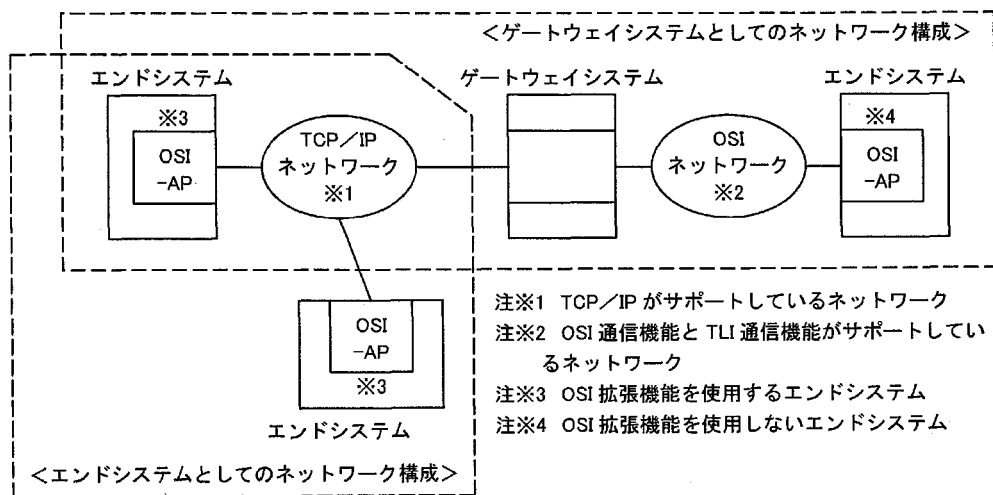 <ゲートウェイシステムとしてのネットワーク構成>
エンドシステム
ゲートウェイシステム
エンドシステム
※3
OSI
-AP
TCP/IP
ネットワーク
※1
OSI
ネットワーク
※2
※4
OSI
-AP
OSI
-AP
※3
エンドシステム
<エンドシステムとしてのネットワーク構成>
注※1 TCP/IPがサポートしているネットワーク
注※2 OSI通信機能とTLI通信機能がサポートしてい
るネットワーク
注※3 OSI拡張機能を使用するエンドシステム
注※4 OSI拡張機能を使用しないエンドシステム